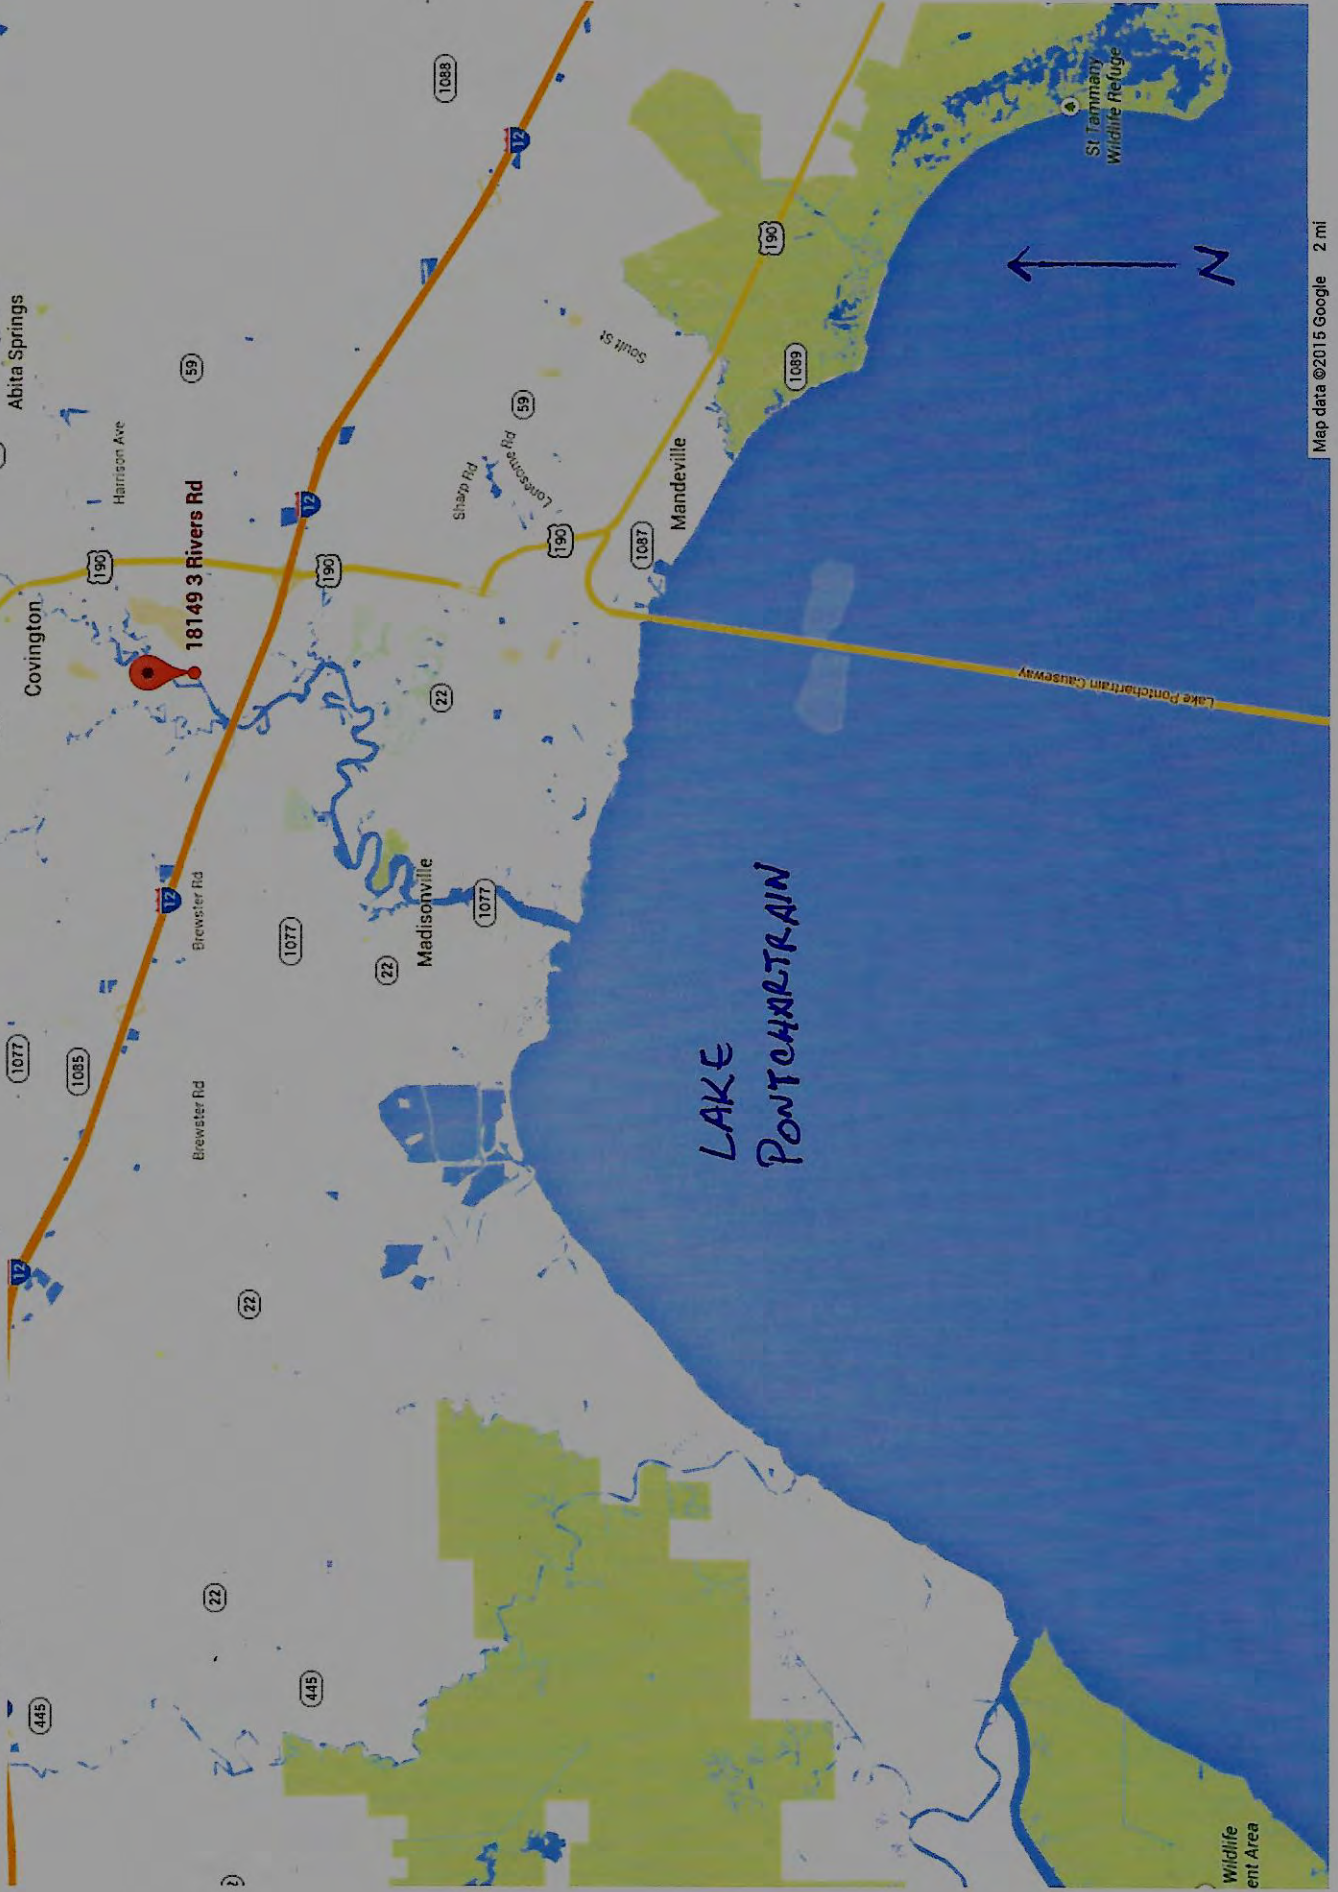 Abita Springs
Harrison Ave
59
1088
12
Covington
190
18149 3 Rivers Rd
12
190
Sharp Rd
Lonesome Rd
59
Soult St
190
190
1087
Mandeville
1089
St Tammany
Wildlife Refuge
N
1077
1085
12
Brewster Rd
1077
22
22
Madisonville
1077
Brewster Rd
12
22
LAKE
PONTCHARTRAIN
Lake Pontchartrain Causeway
445
22
445
Wildlife
ent Area
Map data ©2015 Google 2 mi